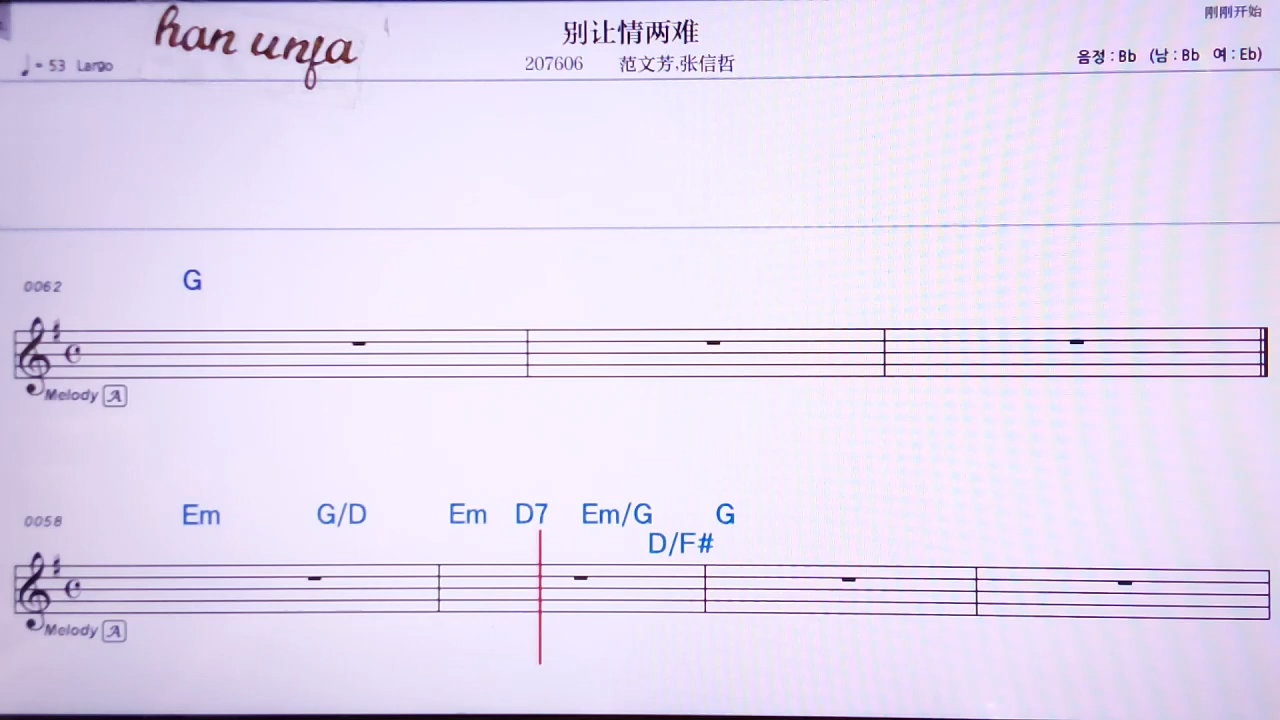 han unfa
别让情两难
刚刚开始
♩= 53 Largo
207606 范文芳,张信哲
음정 : Bb (남 : Bb 여 : Eb)
0062 G
Melody A
0058 Em G/D Em D7 Em/G G
D/F#
Melody A